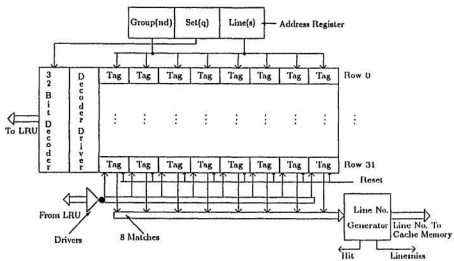 Group(nd) Set(q) Line(s) Address Register
32 Bit Decoder
Decoder Driver
Tag Tag Tag Tag Tag Tag Tag Tag Row 0
To LRU
Tag Tag Tag Tag Tag Tag Tag Tag Row 31
Reset
From LRU
Drivers
8 Matches
Line No. Generator
Line No. To Cache Memory
Hit Linemiss